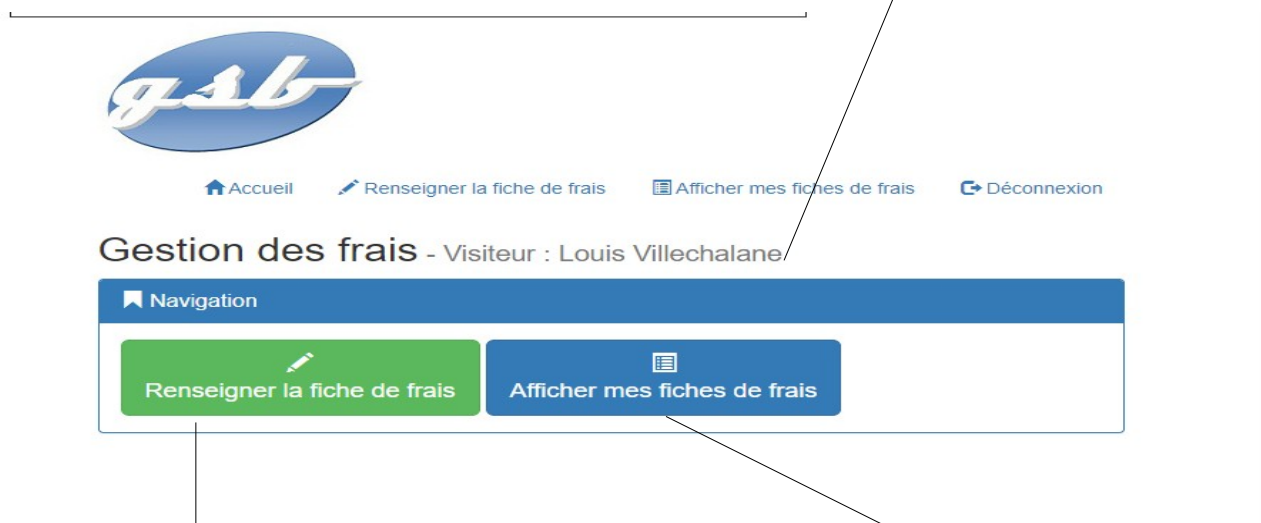 gsb
Accueil Renseigner la fiche de frais Afficher mes fiches de frais Déconnexion
Gestion des frais - Visiteur : Louis Villechalane
Navigation
Renseigner la fiche de frais Afficher mes fiches de frais